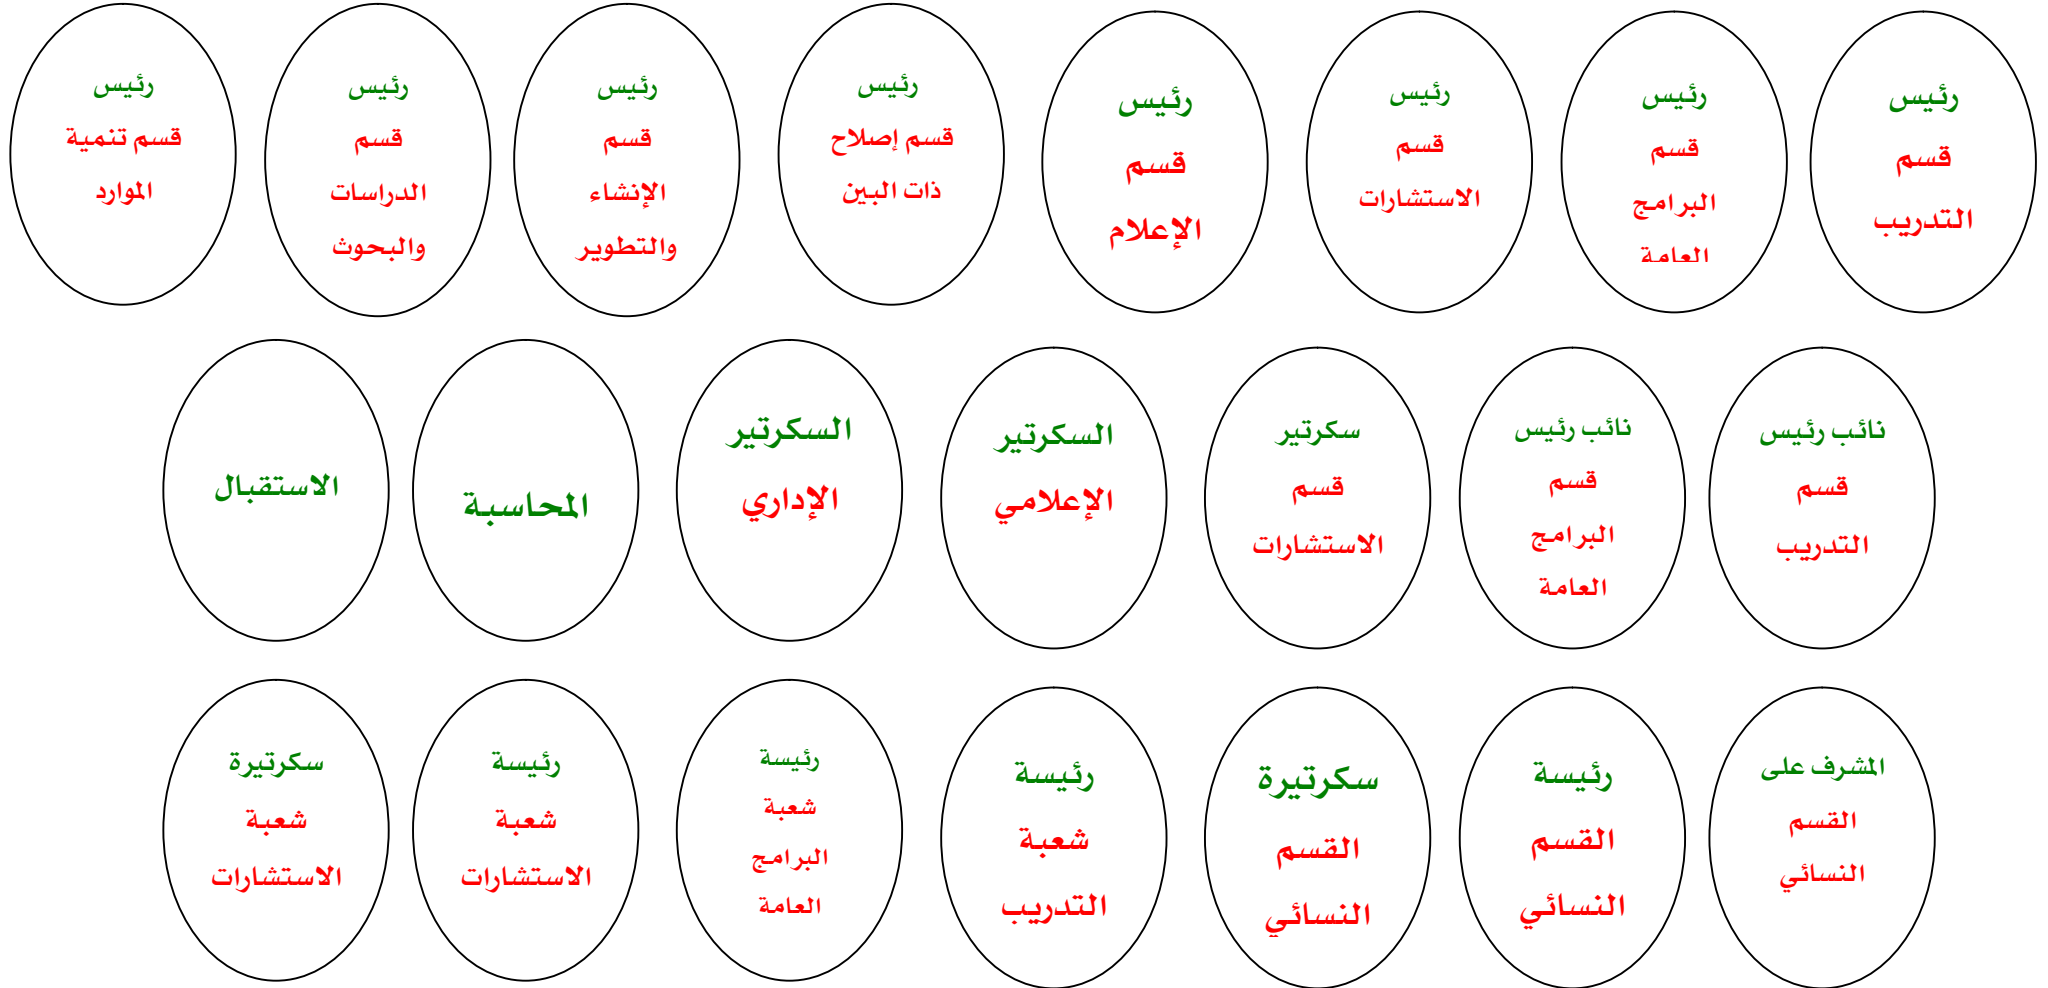 رئيس
قسم
التدريب
رئيس
قسم
البرامج
العامة
رئيس
قسم
الاستشارات
رئيس
قسم
الإعلام
رئيس
قسم إصلاح
ذات البين
رئيس
قسم
الإنشاء
والتطوير
رئيس
قسم
الدراسات
والبحوث
رئيس
قسم تنمية
الموارد
نائب رئيس
قسم
التدريب
نائب رئيس
قسم
البرامج
العامة
سكرتير
قسم
الاستشارات
السكرتير
الإعلامي
السكرتير
الإداري
المحاسبة
الاستقبال
المشرف على
القسم
النسائي
رئيسة
القسم
النسائي
سكرتيرة
القسم
النسائي
رئيسة
شعبة
التدريب
رئيسة
شعبة
البرامج
العامة
رئيسة
شعبة
الاستشارات
سكرتيرة
شعبة
الاستشارات